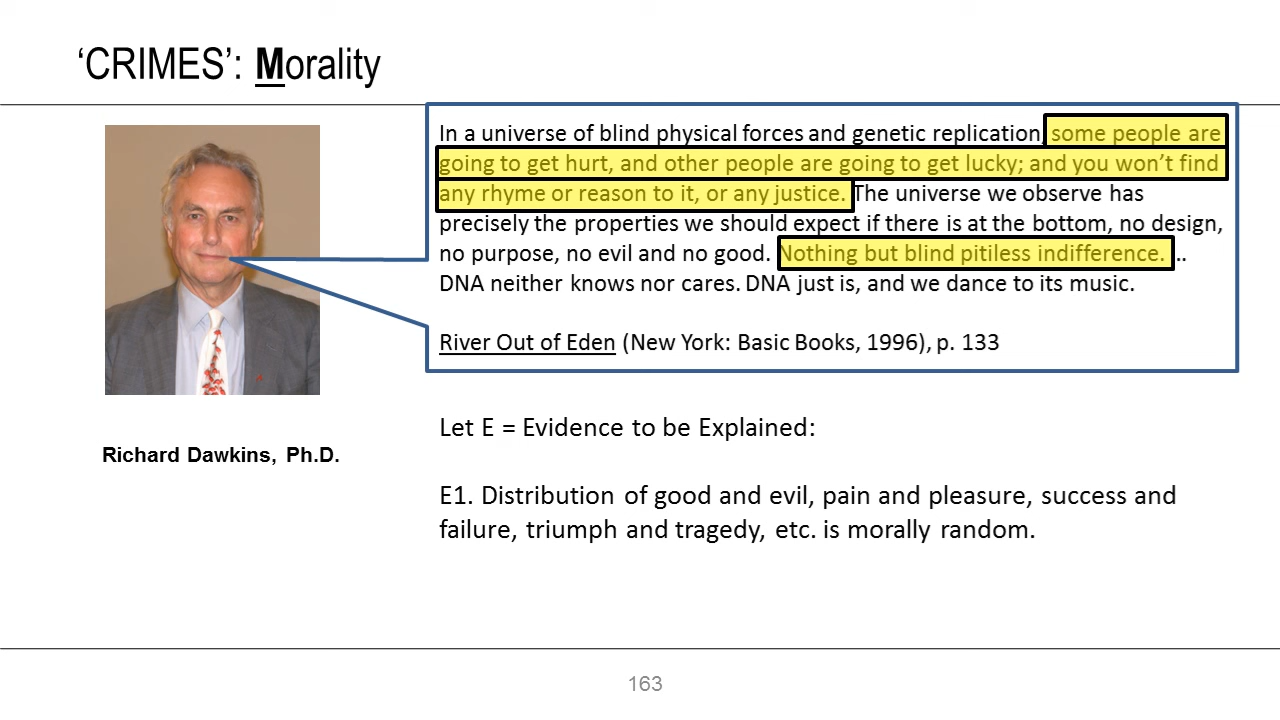 ‘CRIMES’: Morality
In a universe of blind physical forces and genetic replication, some people are
going to get hurt, and other people are going to get lucky; and you won’t find
any rhyme or reason to it, or any justice. The universe we observe has
precisely the properties we should expect if there is at the bottom, no design,
no purpose, no evil and no good. Nothing but blind pitiless indifference. ..
DNA neither knows nor cares. DNA just is, and we dance to its music.
River Out of Eden (New York: Basic Books, 1996), p. 133
Richard Dawkins, Ph.D.
Let E = Evidence to be Explained:
E1. Distribution of good and evil, pain and pleasure, success and
failure, triumph and tragedy, etc. is morally random.
163